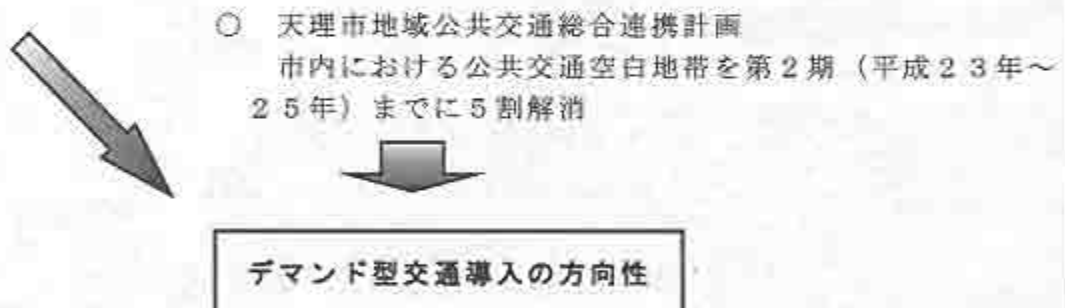 ○　天理市地域公共交通総合連携計画
市内における公共交通空白地帯を第２期（平成２３年～
２５年）までに５割解消
デマンド型交通導入の方向性